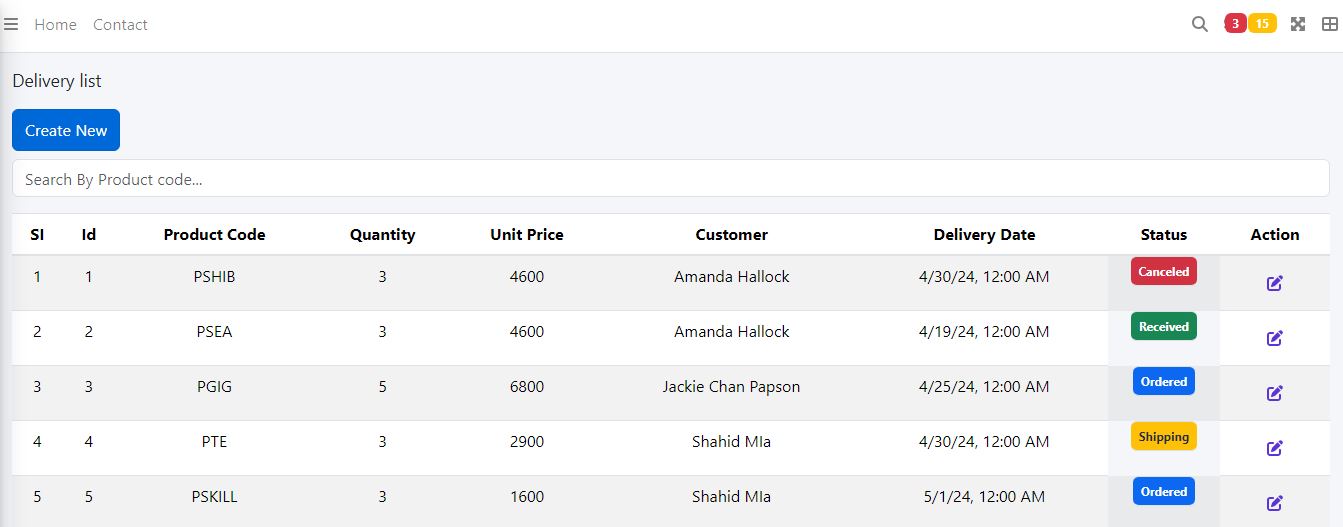 Home Contact 3 15
Delivery list
Create New
Search By Product code...
Sl Id Product Code Quantity Unit Price Customer Delivery Date Status Action
1 1 PSHIB 3 4600 Amanda Hallock 4/30/24, 12:00 AM Canceled
2 2 PSEA 3 4600 Amanda Hallock 4/19/24, 12:00 AM Received
3 3 PGIG 5 6800 Jackie Chan Papson 4/25/24, 12:00 AM Ordered
4 4 PTE 3 2900 Shahid MIa 4/30/24, 12:00 AM Shipping
5 5 PSKILL 3 1600 Shahid MIa 5/1/24, 12:00 AM Ordered